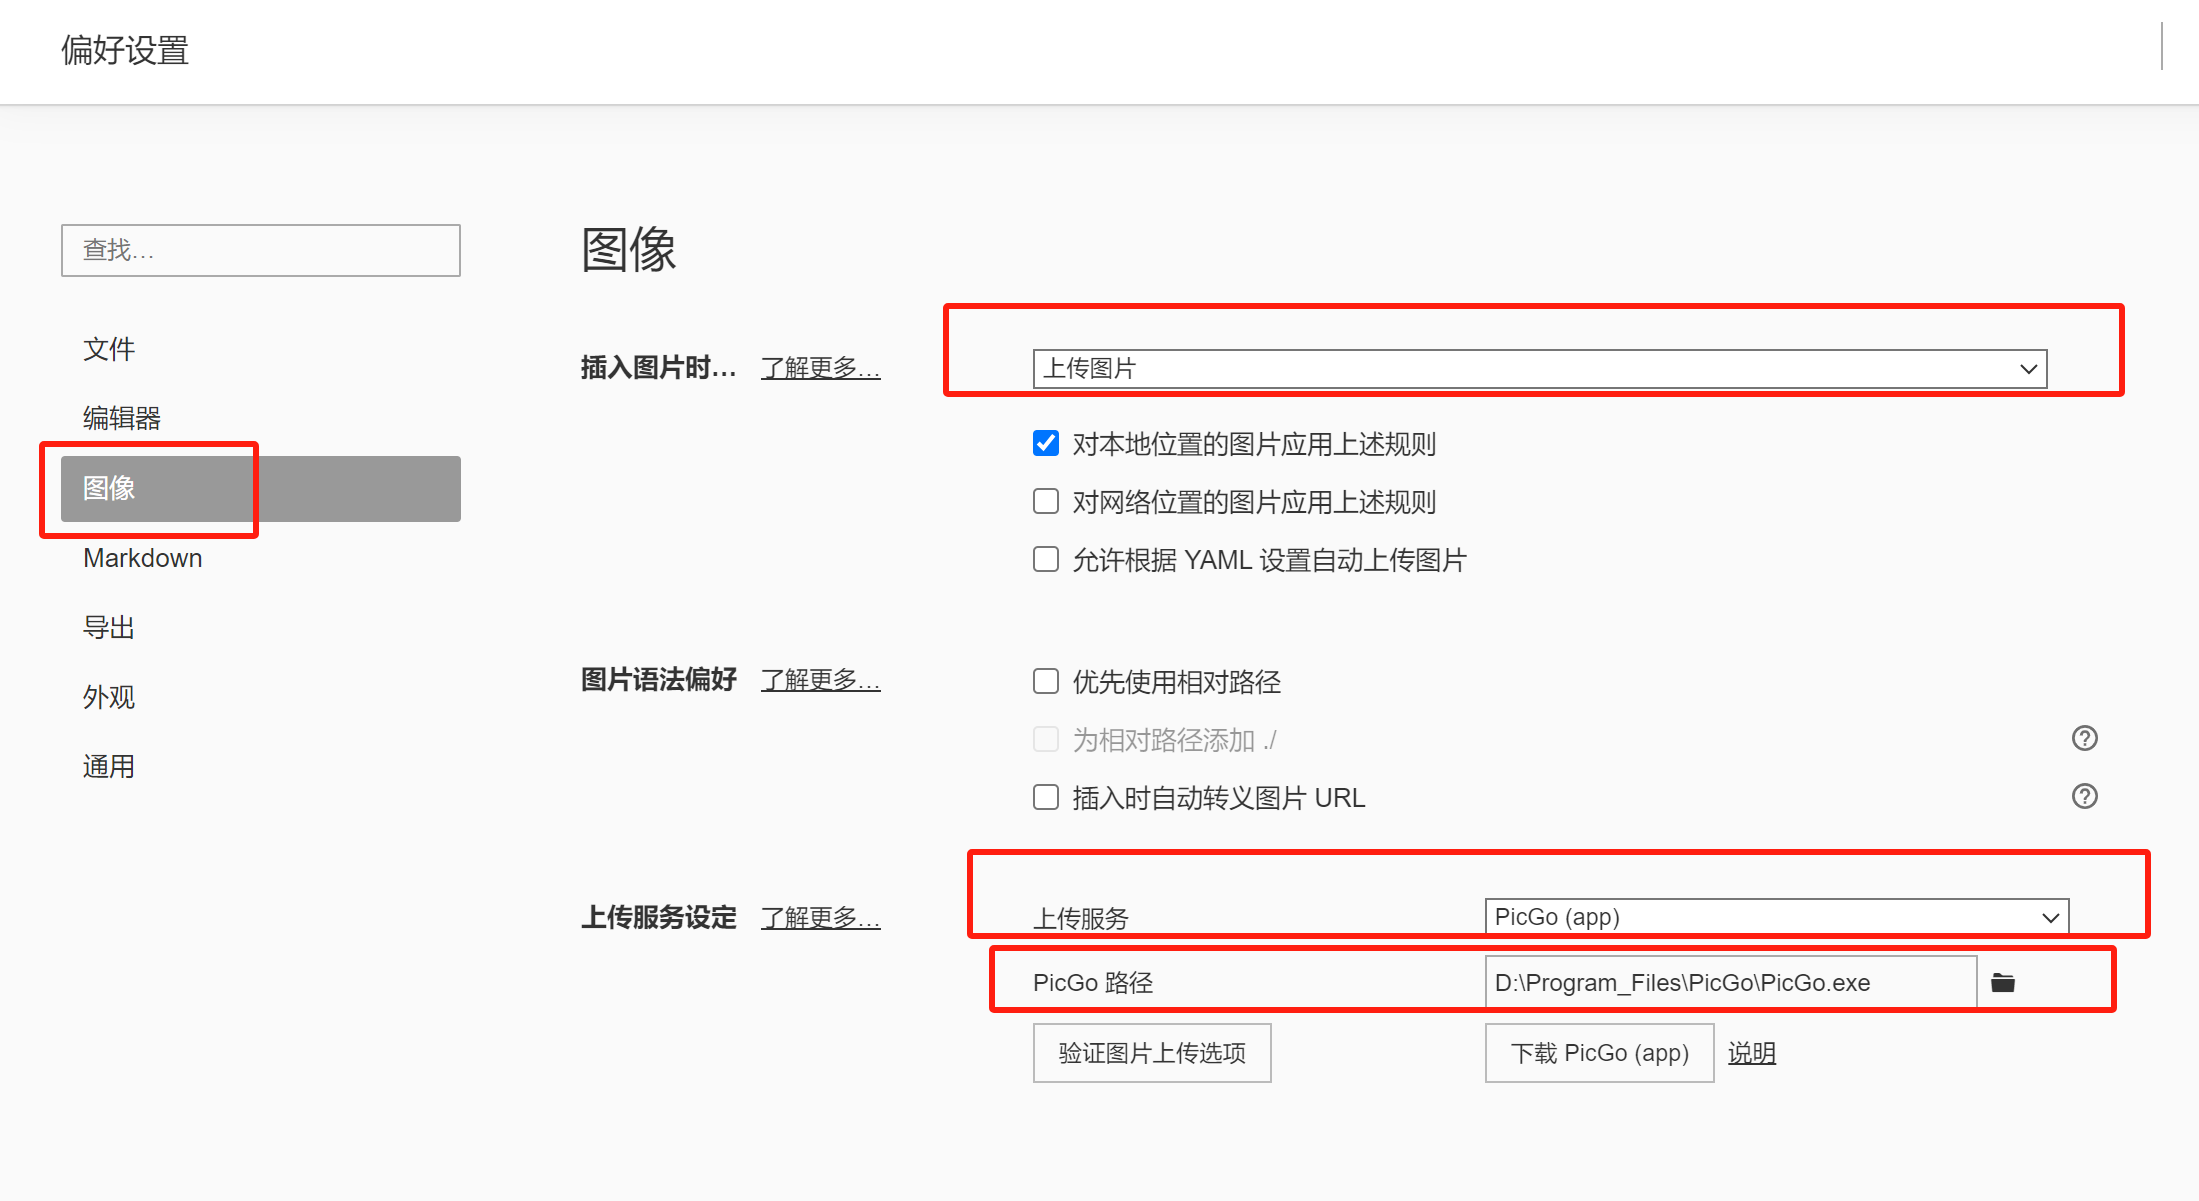 偏好设置
查找...
文件
编辑器
图像
Markdown
导出
外观
通用
图像
插入图片时... 了解更多... 上传图片
对本地位置的图片应用上述规则
对网络位置的图片应用上述规则
允许根据 YAML 设置自动上传图片
图片语法偏好 了解更多... 优先使用相对路径
为相对路径添加 ./ ?
插入时自动转义图片 URL ?
上传服务设定 了解更多... 上传服务 PicGo (app)
PicGo 路径 D:\Program_Files\PicGo\PicGo.exe
验证图片上传选项 下载 PicGo (app) 说明